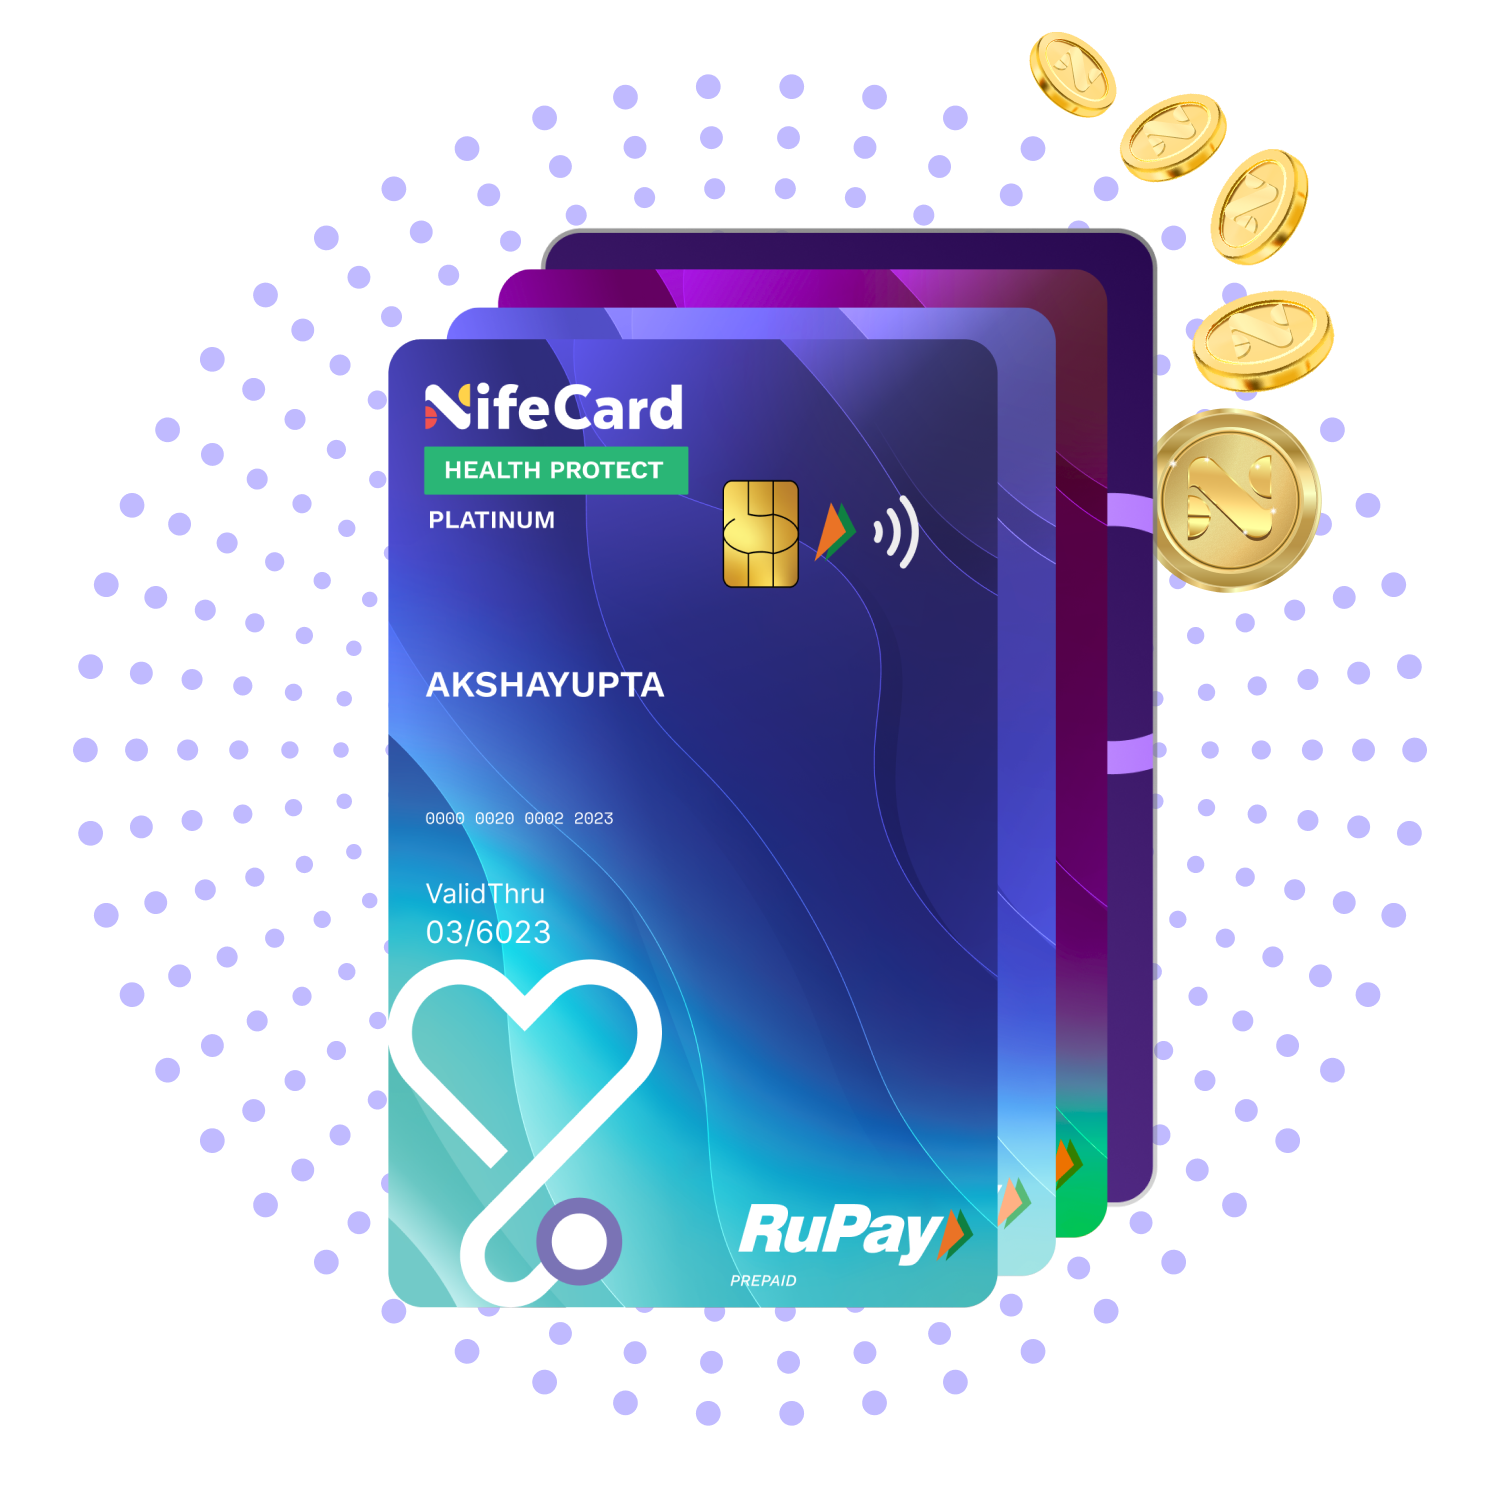 NifeCard
HEALTH PROTECT
PLATINUM
AKSHAYUPTA
0000 0020 0002 2023
ValidThru
03/6023
RuPay
PREPAID